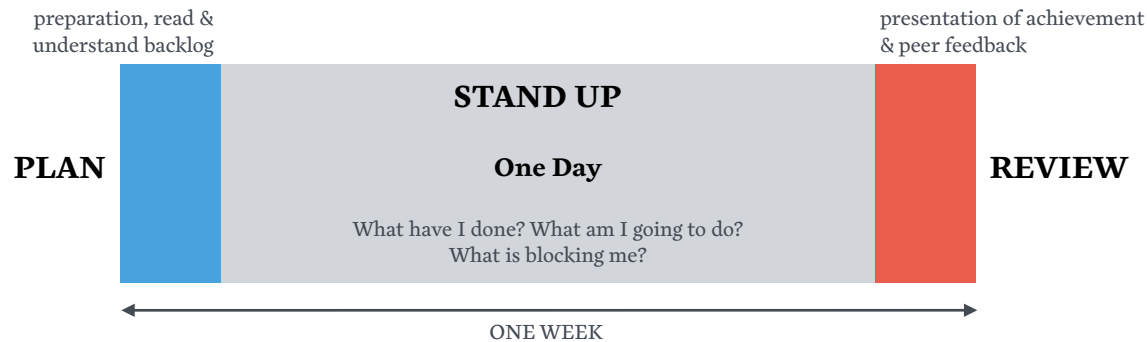 preparation, read &
understand backlog
presentation of achievement
& peer feedback
STAND UP
PLAN
One Day
REVIEW
What have I done? What am I going to do?
What is blocking me?
ONE WEEK